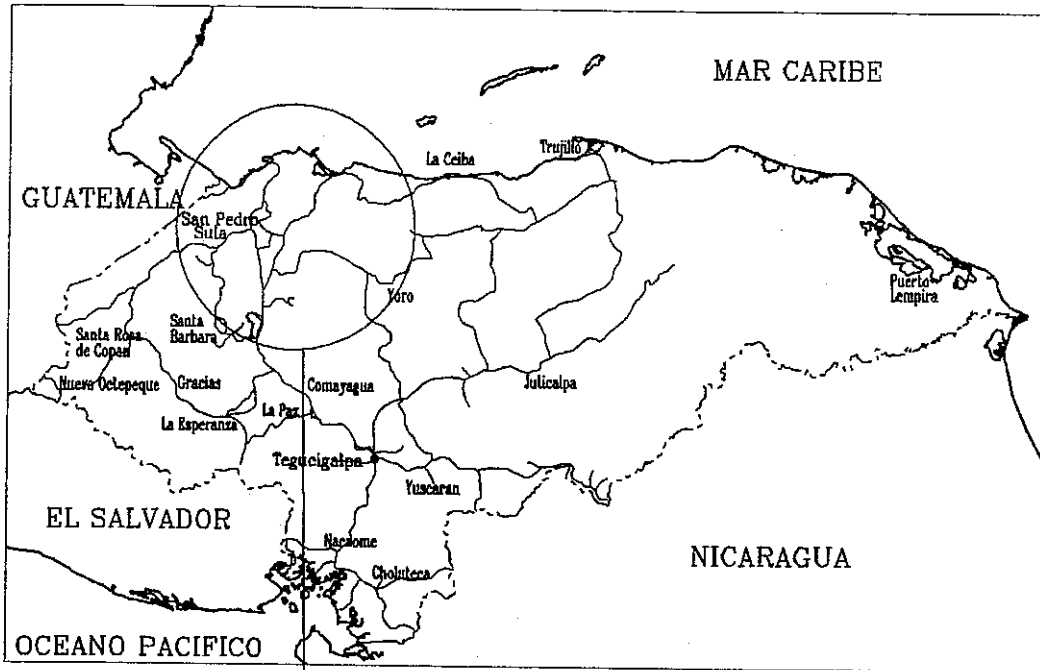 MAR CARIBE
Trujillo
La Ceiba
GUATEMALA
San Pedro
Sula
Puerto
Lempira
Yoro
Santa
Barbara
Santa Rosa
de Copan
Nueva Octepeque
Gracias
Comayagua
Juticalpa
La Paz
La Esperanza
Tegucigalpa
Yuscaran
EL SALVADOR
Nacaome
NICARAGUA
Choluteca
OCEANO PACIFICO